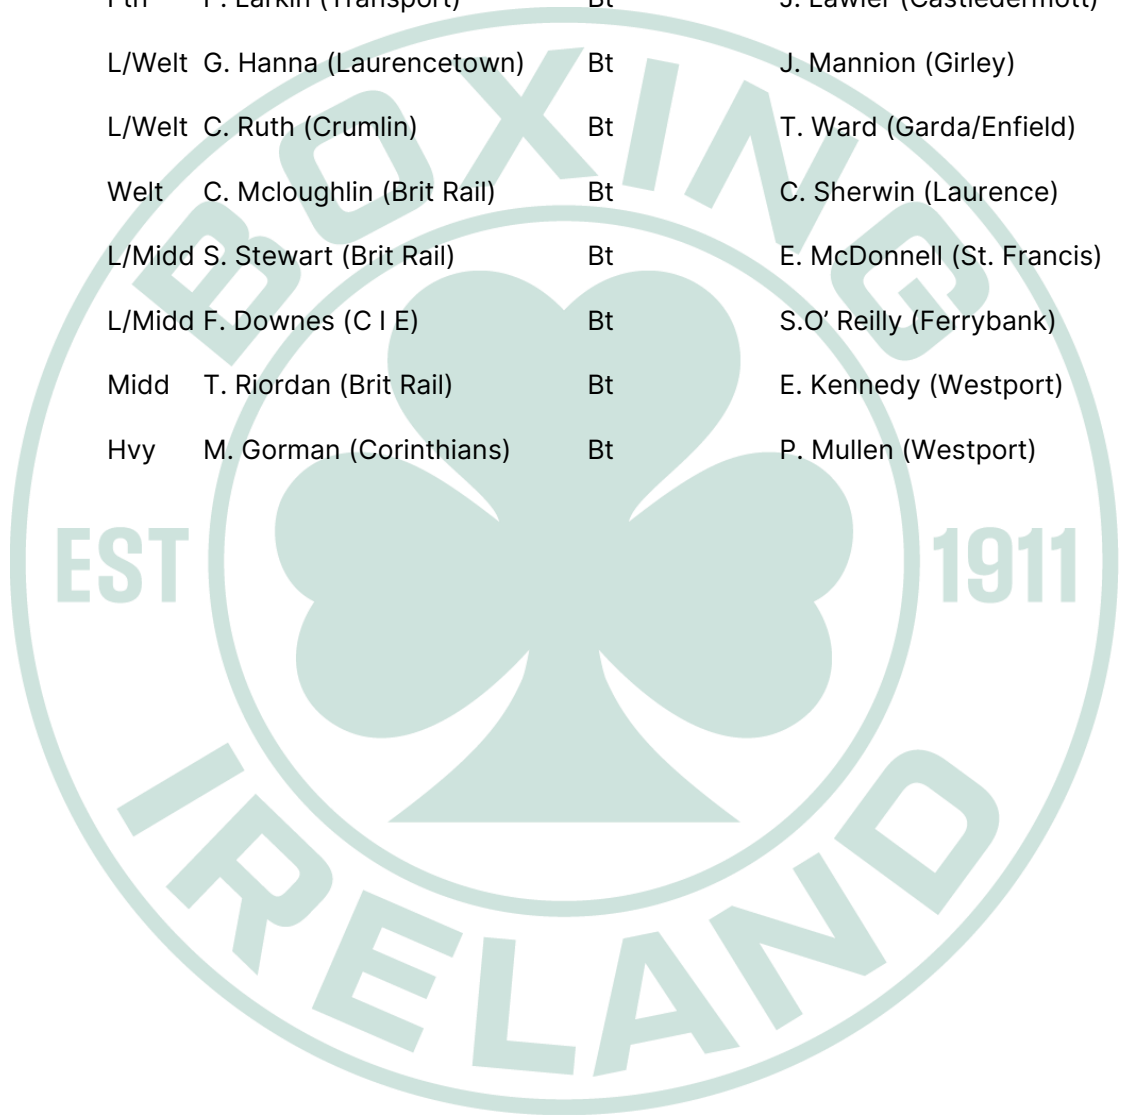 P. Larkin (Transport) Bt J. Lawler (Castledermott)
L/Welt G. Hanna (Laurencetown) Bt J. Mannion (Girley)
L/Welt C. Ruth (Crumlin) Bt T. Ward (Garda/Enfield)
Welt C. Mcloughlin (Brit Rail) Bt C. Sherwin (Laurence)
L/Midd S. Stewart (Brit Rail) Bt E. McDonnell (St. Francis)
L/Midd F. Downes (C I E) Bt S.O’ Reilly (Ferrybank)
Midd T. Riordan (Brit Rail) Bt E. Kennedy (Westport)
Hvy M. Gorman (Corinthians) Bt P. Mullen (Westport)
BOXING
EST 1911
IRELAND